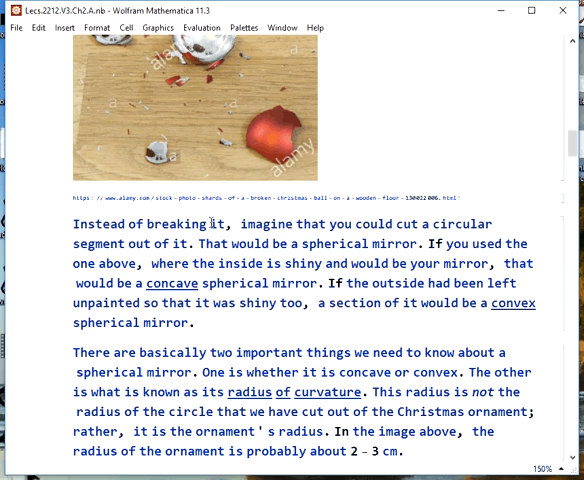 Lecs.2212.V3.Ch2.A.nb - Wolfram Mathematica 11.3
File Edit Insert Format Cell Graphics Evaluation Palettes Window Help
alamy
a
a
alamy
https://www.alamy.com/stock-photo-shards-of-a-broken-christmas-ball-on-a-wooden-floor-130022006.html
Instead of breaking it, imagine that you could cut a circular
segment out of it. That would be a spherical mirror. If you used the
one above, where the inside is shiny and would be your mirror, that
would be a concave spherical mirror. If the outside had been left
unpainted so that it was shiny too, a section of it would be a convex
spherical mirror.
There are basically two important things we need to know about a
spherical mirror. One is whether it is concave or convex. The other
is what is known as its radius of curvature. This radius is not the
radius of the circle that we have cut out of the Christmas ornament;
rather, it is the ornament's radius. In the image above, the
radius of the ornament is probably about 2 - 3 cm.
150%